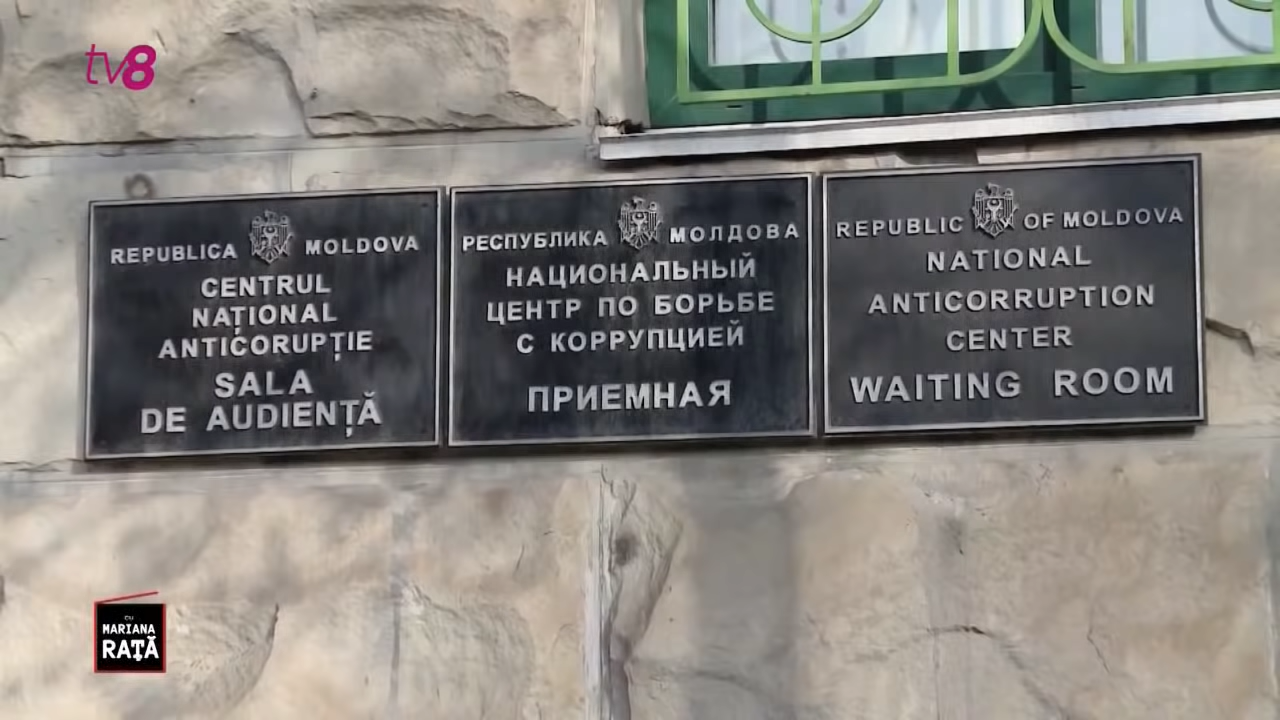 tv8
REPUBLICA MOLDOVA
CENTRUL
NAȚIONAL
ANTICORUPȚIE
SALA
DE AUDIENȚĂ
РЕСПУБЛИКА МОЛДОВА
НАЦИОНАЛЬНЫЙ
ЦЕНТР ПО БОРЬБЕ
С КОРРУПЦИЕЙ
ПРИЕМНАЯ
REPUBLIC OF MOLDOVA
NATIONAL
ANTICORRUPTION
CENTER
WAITING ROOM
CU
MARIANA
RAȚĂ